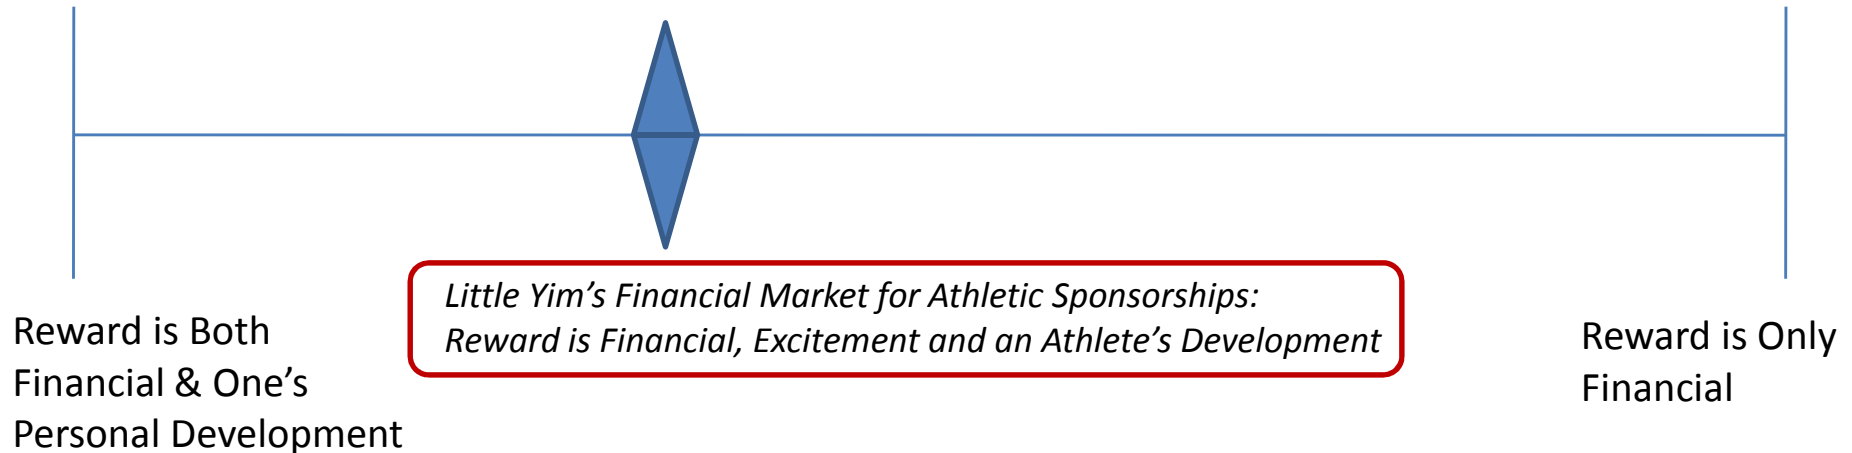 Reward is Both
Financial & One's
Personal Development
Little Yim’s Financial Market for Athletic Sponsorships:
Reward is Financial, Excitement and an Athlete’s Development
Reward is Only
Financial